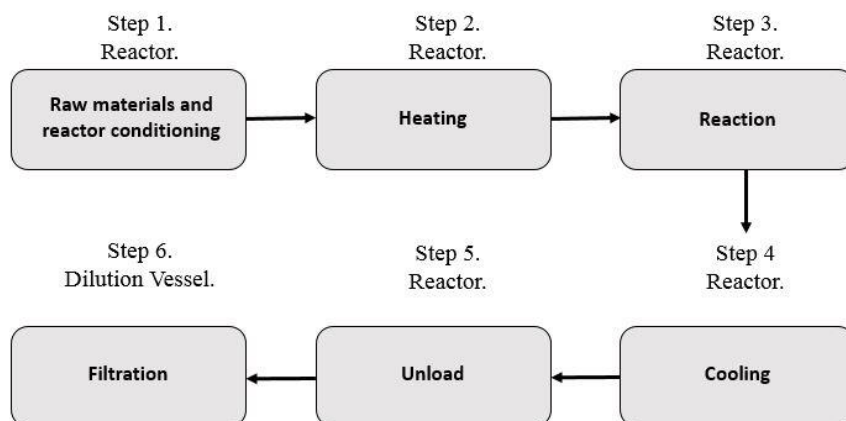 Step 1.
Reactor.
Raw materials and
reactor conditioning
Step 2.
Reactor.
Heating
Step 3.
Reactor.
Reaction
Step 4
Reactor.
Cooling
Step 5.
Reactor.
Unload
Step 6.
Dilution Vessel.
Filtration